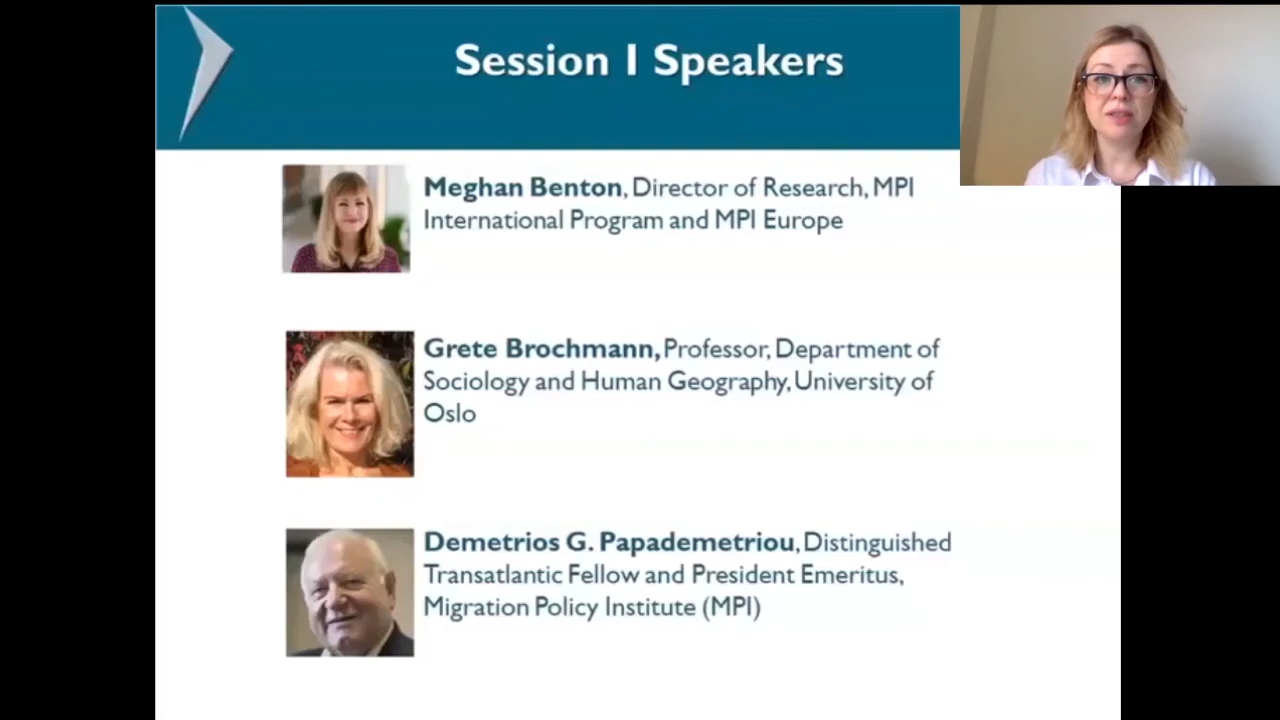 Session I Speakers
Meghan Benton, Director of Research, MPI
International Program and MPI Europe
Grete Brochmann, Professor, Department of
Sociology and Human Geography, University of
Oslo
Demetrios G. Papademetriou, Distinguished
Transatlantic Fellow and President Emeritus,
Migration Policy Institute (MPI)